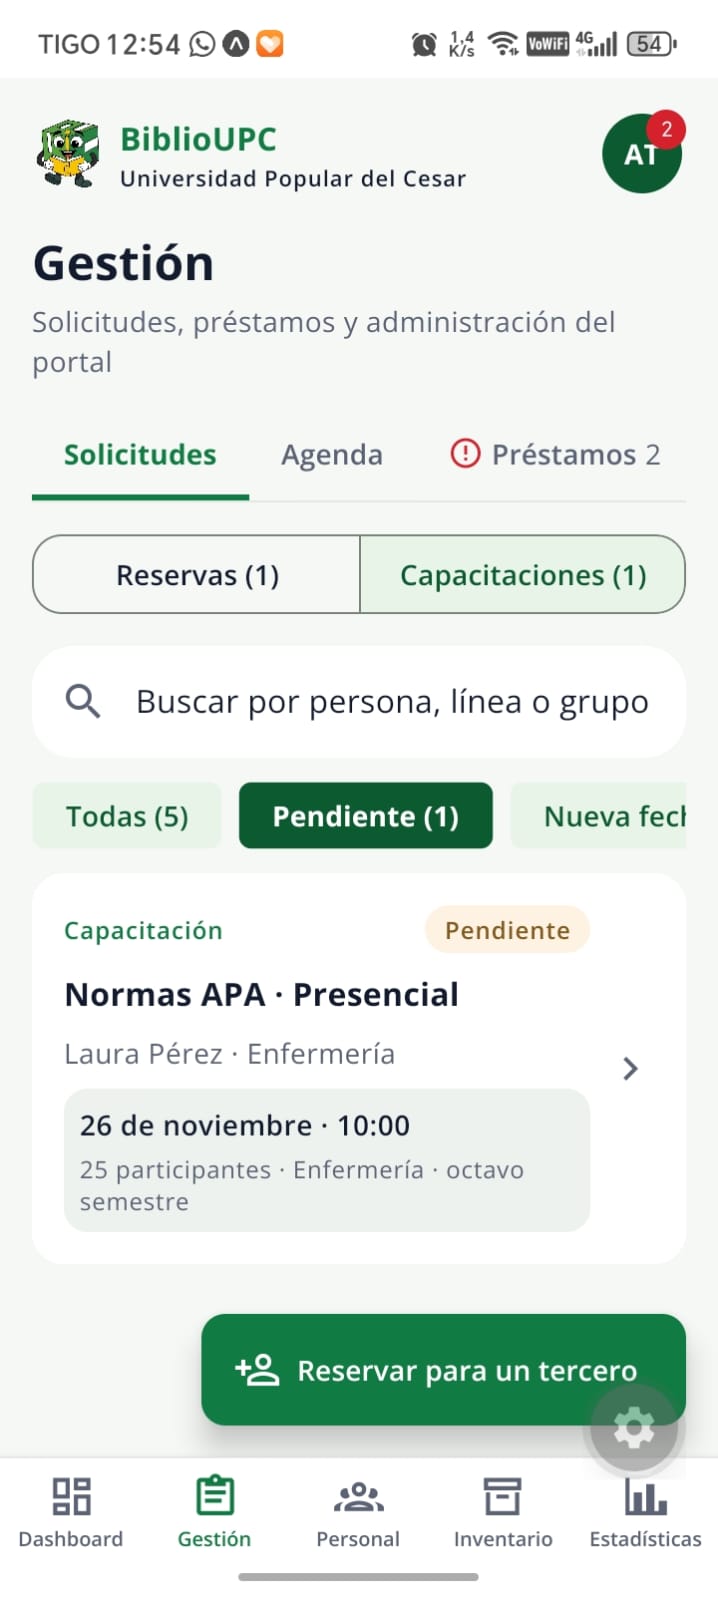 TIGO 12:54
1,4 K/s VoWiFi 4G 54
BiblioUPC
Universidad Popular del Cesar
AT
2
Gestión
Solicitudes, préstamos y administración del
portal
Solicitudes Agenda Préstamos 2
Reservas (1) Capacitaciones (1)
Buscar por persona, línea o grupo
Todas (5) Pendiente (1) Nueva fech
Capacitación Pendiente
Normas APA · Presencial
Laura Pérez · Enfermería
26 de noviembre · 10:00
25 participantes · Enfermería · octavo
semestre
Reservar para un tercero
Dashboard Gestión Personal Inventario Estadísticas